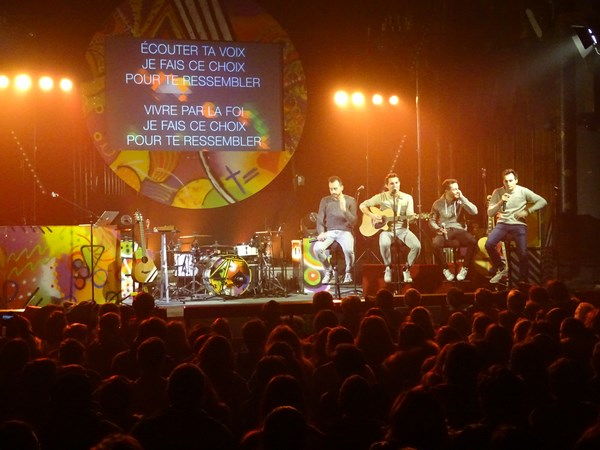 ÉCOUTER TA VOIX
JE FAIS CE CHOIX
POUR TE RESSEMBLER
VIVRE PAR LA FOI
JE FAIS CE CHOIX
POUR TE RESSEMBLER